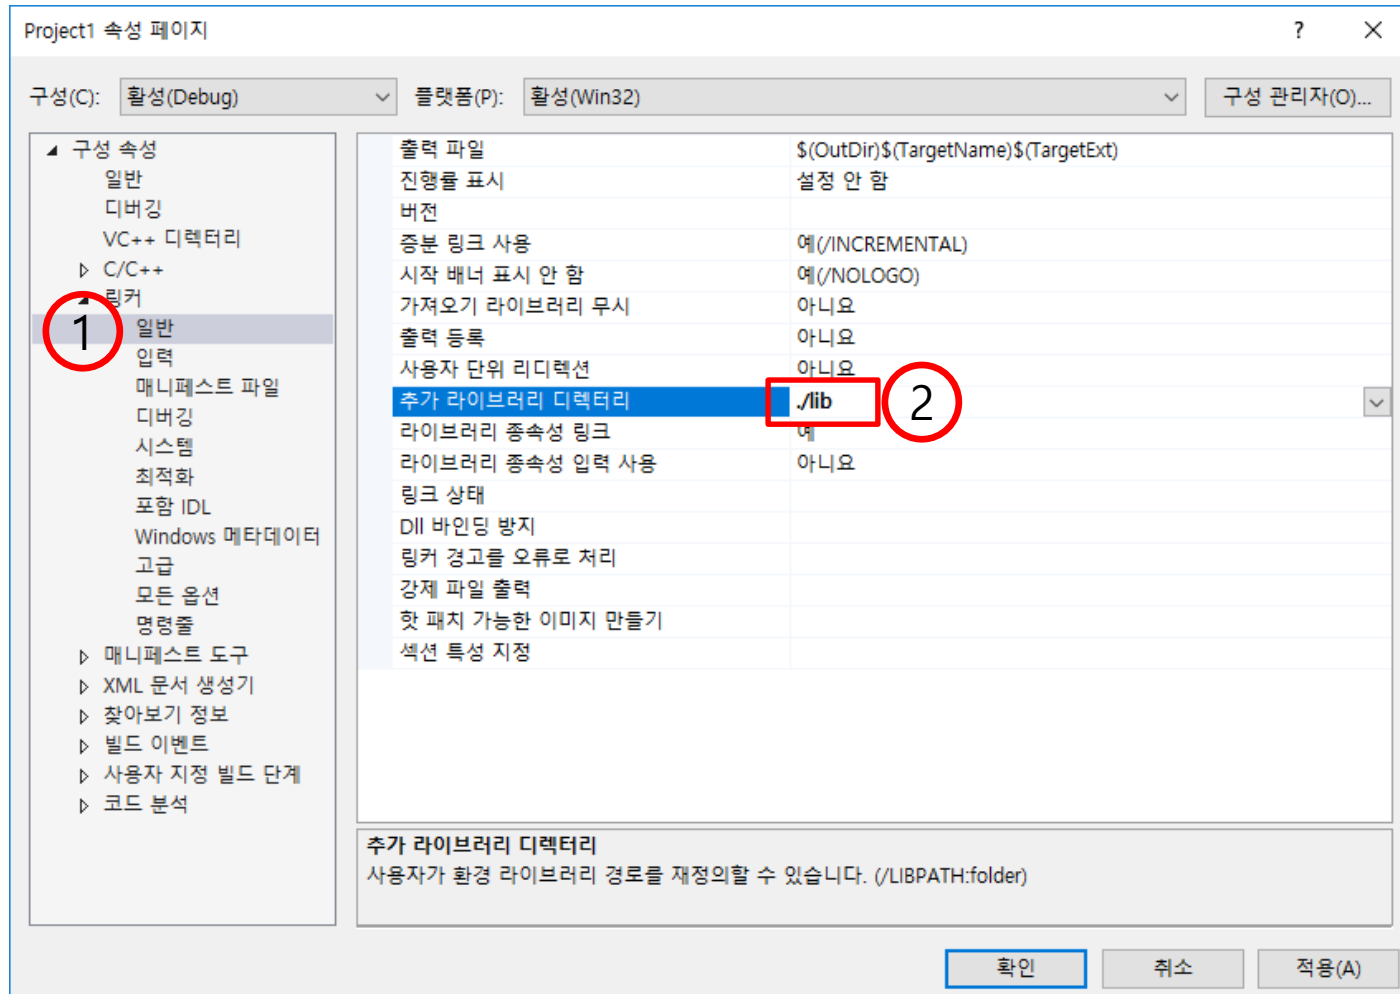 Project1 속성 페이지
?
구성(C):
활성(Debug)
플랫폼(P):
활성(Win32)
구성 관리자(O)...
구성 속성
일반
디버깅
VC++ 디렉터리
C/C++
링커
일반
입력
매니페스트 파일
디버깅
시스템
최적화
포함 IDL
Windows 메타데이터
고급
모든 옵션
명령줄
매니페스트 도구
XML 문서 생성기
찾아보기 정보
빌드 이벤트
사용자 지정 빌드 단계
코드 분석
1
출력 파일 $(OutDir)$(TargetName)$(TargetExt)
진행률 표시 설정 안 함
버전
증분 링크 사용 예(/INCREMENTAL)
시작 배너 표시 안 함 예(/NOLOGO)
가져오기 라이브러리 무시 아니요
출력 등록 아니요
사용자 단위 리디렉션 아니요
추가 라이브러리 디렉터리 ./lib
2
라이브러리 종속성 링크 예
라이브러리 종속성 입력 사용 아니요
링크 상태
Dll 바인딩 방지
링커 경고를 오류로 처리
강제 파일 출력
핫 패치 가능한 이미지 만들기
섹션 특성 지정
추가 라이브러리 디렉터리
사용자가 환경 라이브러리 경로를 재정의할 수 있습니다. (/LIBPATH:folder)
확인
취소
적용(A)